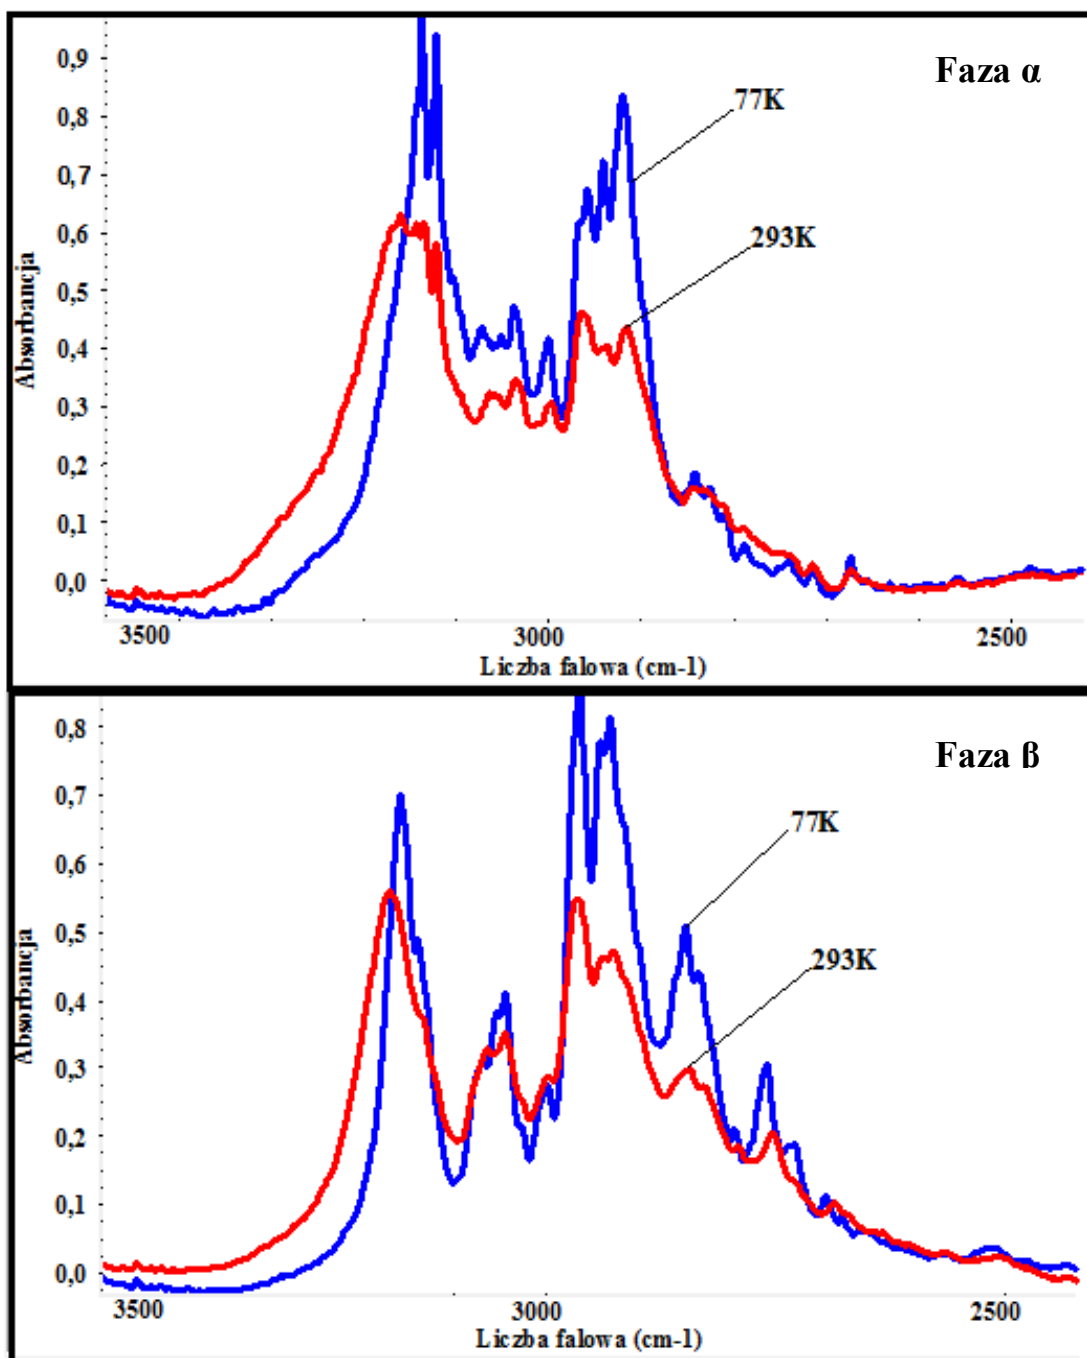 Faza α
0,9
0,8
0,7
0,6
0,5
0,4
0,3
0,2
0,1
0,0
Absorbancja
77K
293K
3500 3000 2500
Liczba falowa (cm-1)
Faza β
0,8
0,7
0,6
0,5
0,4
0,3
0,2
0,1
0,0
Absorbancja
77K
293K
3500 3000 2500
Liczba falowa (cm-1)